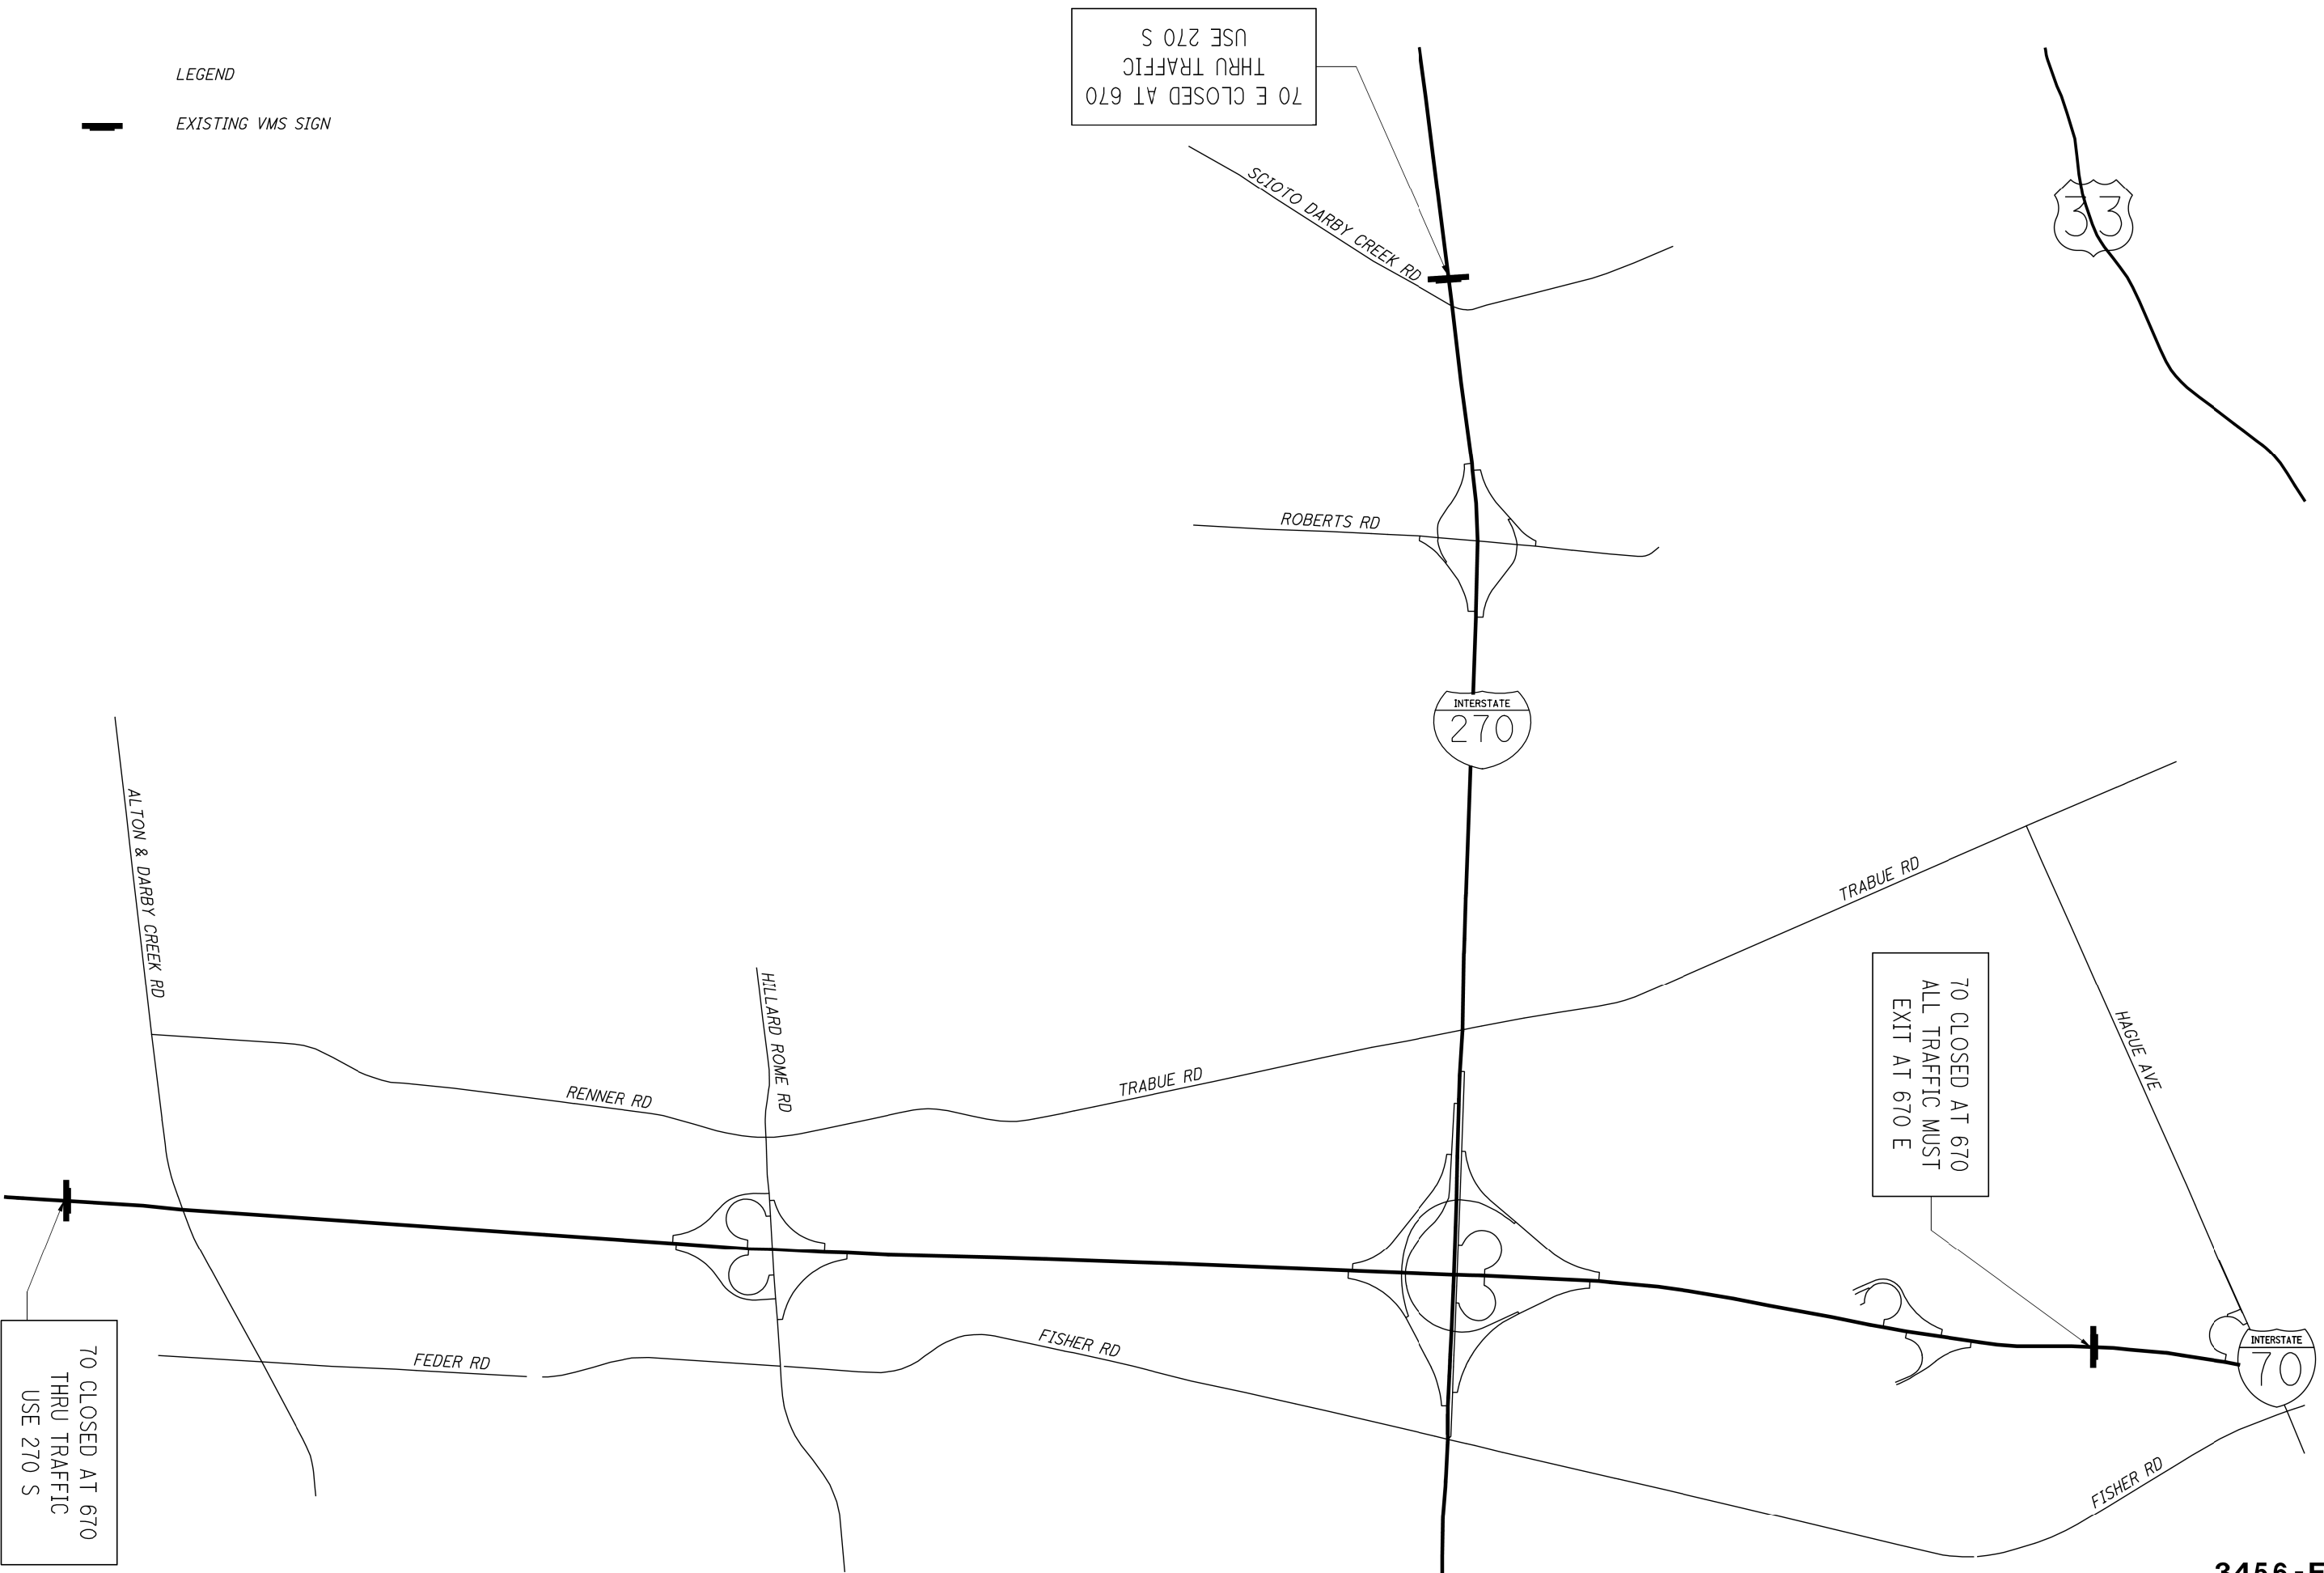 LEGEND
EXISTING VMS SIGN
70 E CLOSED AT 670
THRU TRAFFIC
USE 270 S
SCIOTO DARBY CREEK RD
33
ROBERTS RD
INTERSTATE
270
ALTON & DARBY CREEK RD
HILLARD ROME RD
RENNER RD
TRABUE RD
TRABUE RD
HAGUE AVE
70 CLOSED AT 670
ALL TRAFFIC MUST
EXIT AT 670 E
INTERSTATE
70
FEDER RD
FISHER RD
FISHER RD
70 CLOSED AT 670
THRU TRAFFIC
USE 270 S